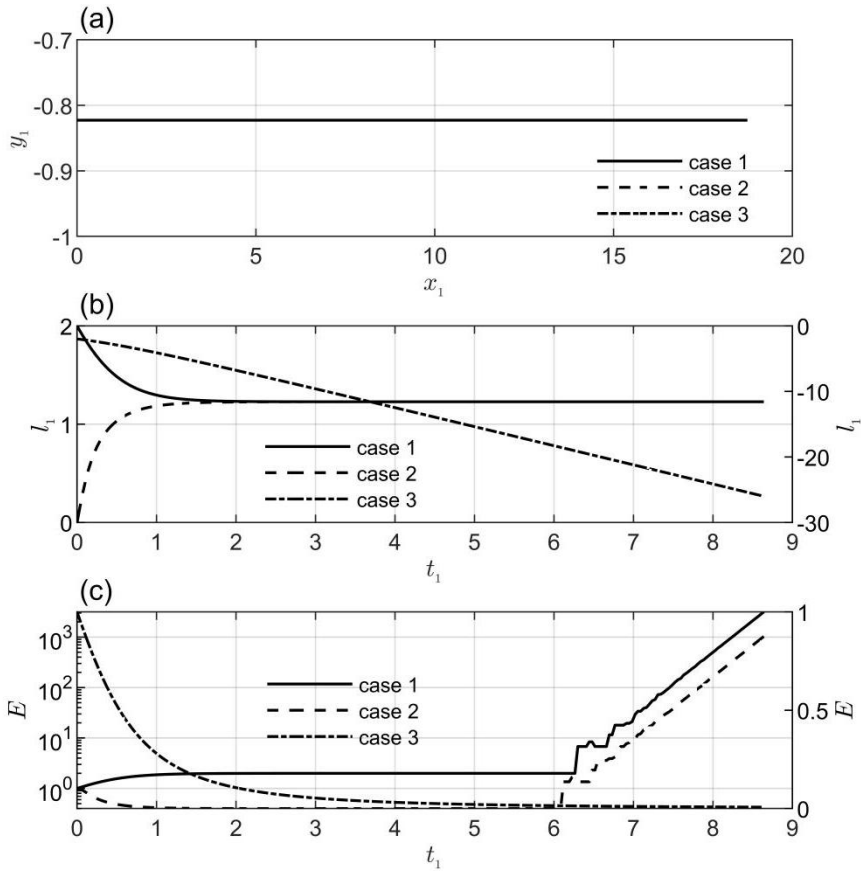 (a)
-0.7
-0.8
-0.9
-1
y₁
case 1
case 2
case 3
0 5 10 15 20
x₁
(b)
2
1
0
l₁
0
-10
-20
-30
l₁
case 1
case 2
case 3
0 1 2 3 4 5 6 7 8 9
t₁
(c)
10³
10²
10¹
10⁰
E
1
0.5
0
E
case 1
case 2
case 3
0 1 2 3 4 5 6 7 8 9
t₁